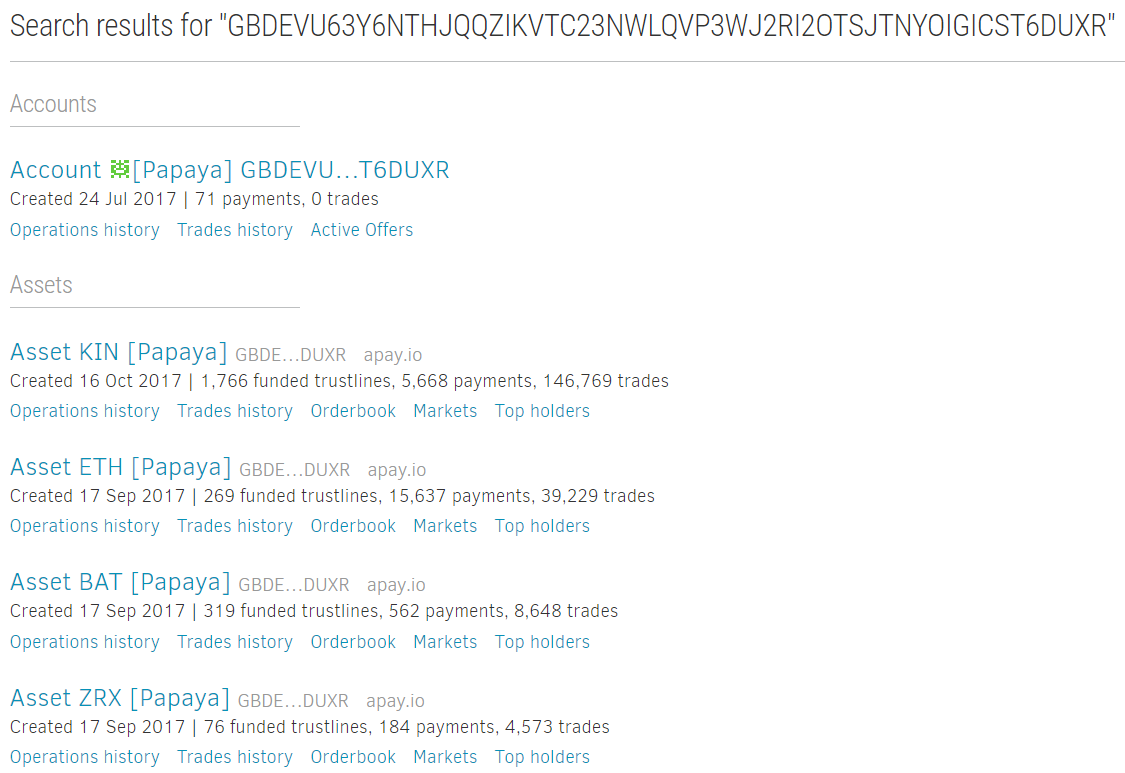 Search results for "GBDEVU63Y6NTHJQQZIKVTC23NWLQVP3WJ2RI2OTSJTNYOIGICST6DUXR"
Accounts
Account [Papaya] GBDEVU...T6DUXR
Created 24 Jul 2017 | 71 payments, 0 trades
Operations history Trades history Active Offers
Assets
Asset KIN [Papaya] GBDE...DUXR apay.io
Created 16 Oct 2017 | 1,766 funded trustlines, 5,668 payments, 146,769 trades
Operations history Trades history Orderbook Markets Top holders
Asset ETH [Papaya] GBDE...DUXR apay.io
Created 17 Sep 2017 | 269 funded trustlines, 15,637 payments, 39,229 trades
Operations history Trades history Orderbook Markets Top holders
Asset BAT [Papaya] GBDE...DUXR apay.io
Created 17 Sep 2017 | 319 funded trustlines, 562 payments, 8,648 trades
Operations history Trades history Orderbook Markets Top holders
Asset ZRX [Papaya] GBDE...DUXR apay.io
Created 17 Sep 2017 | 76 funded trustlines, 184 payments, 4,573 trades
Operations history Trades history Orderbook Markets Top holders